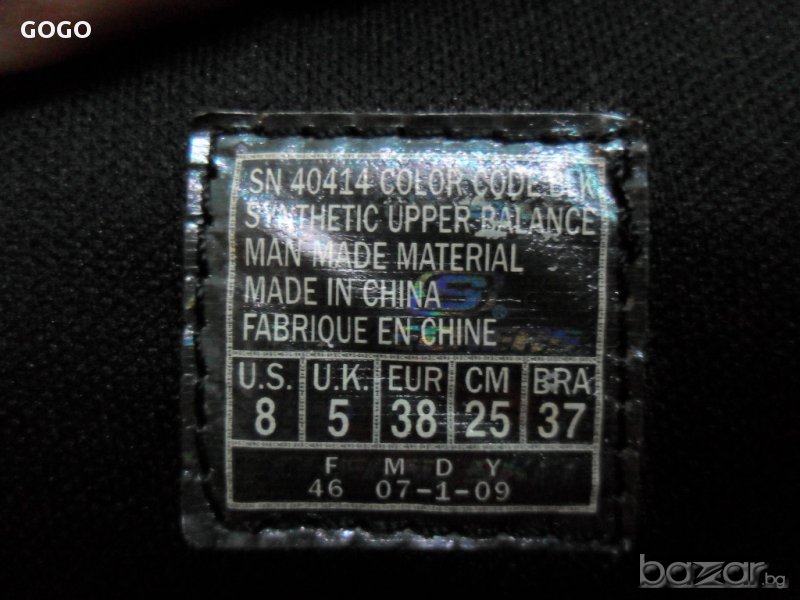 GOGO
SN 40414 COLOR CODE BLK
SYNTHETIC UPPER BALANCE
MAN MADE MATERIAL
MADE IN CHINA
FABRIQUE EN CHINE
U.S. U.K. EUR CM BRA
8 5 38 25 37
F M D Y
46 07-1-09
bazar.bg